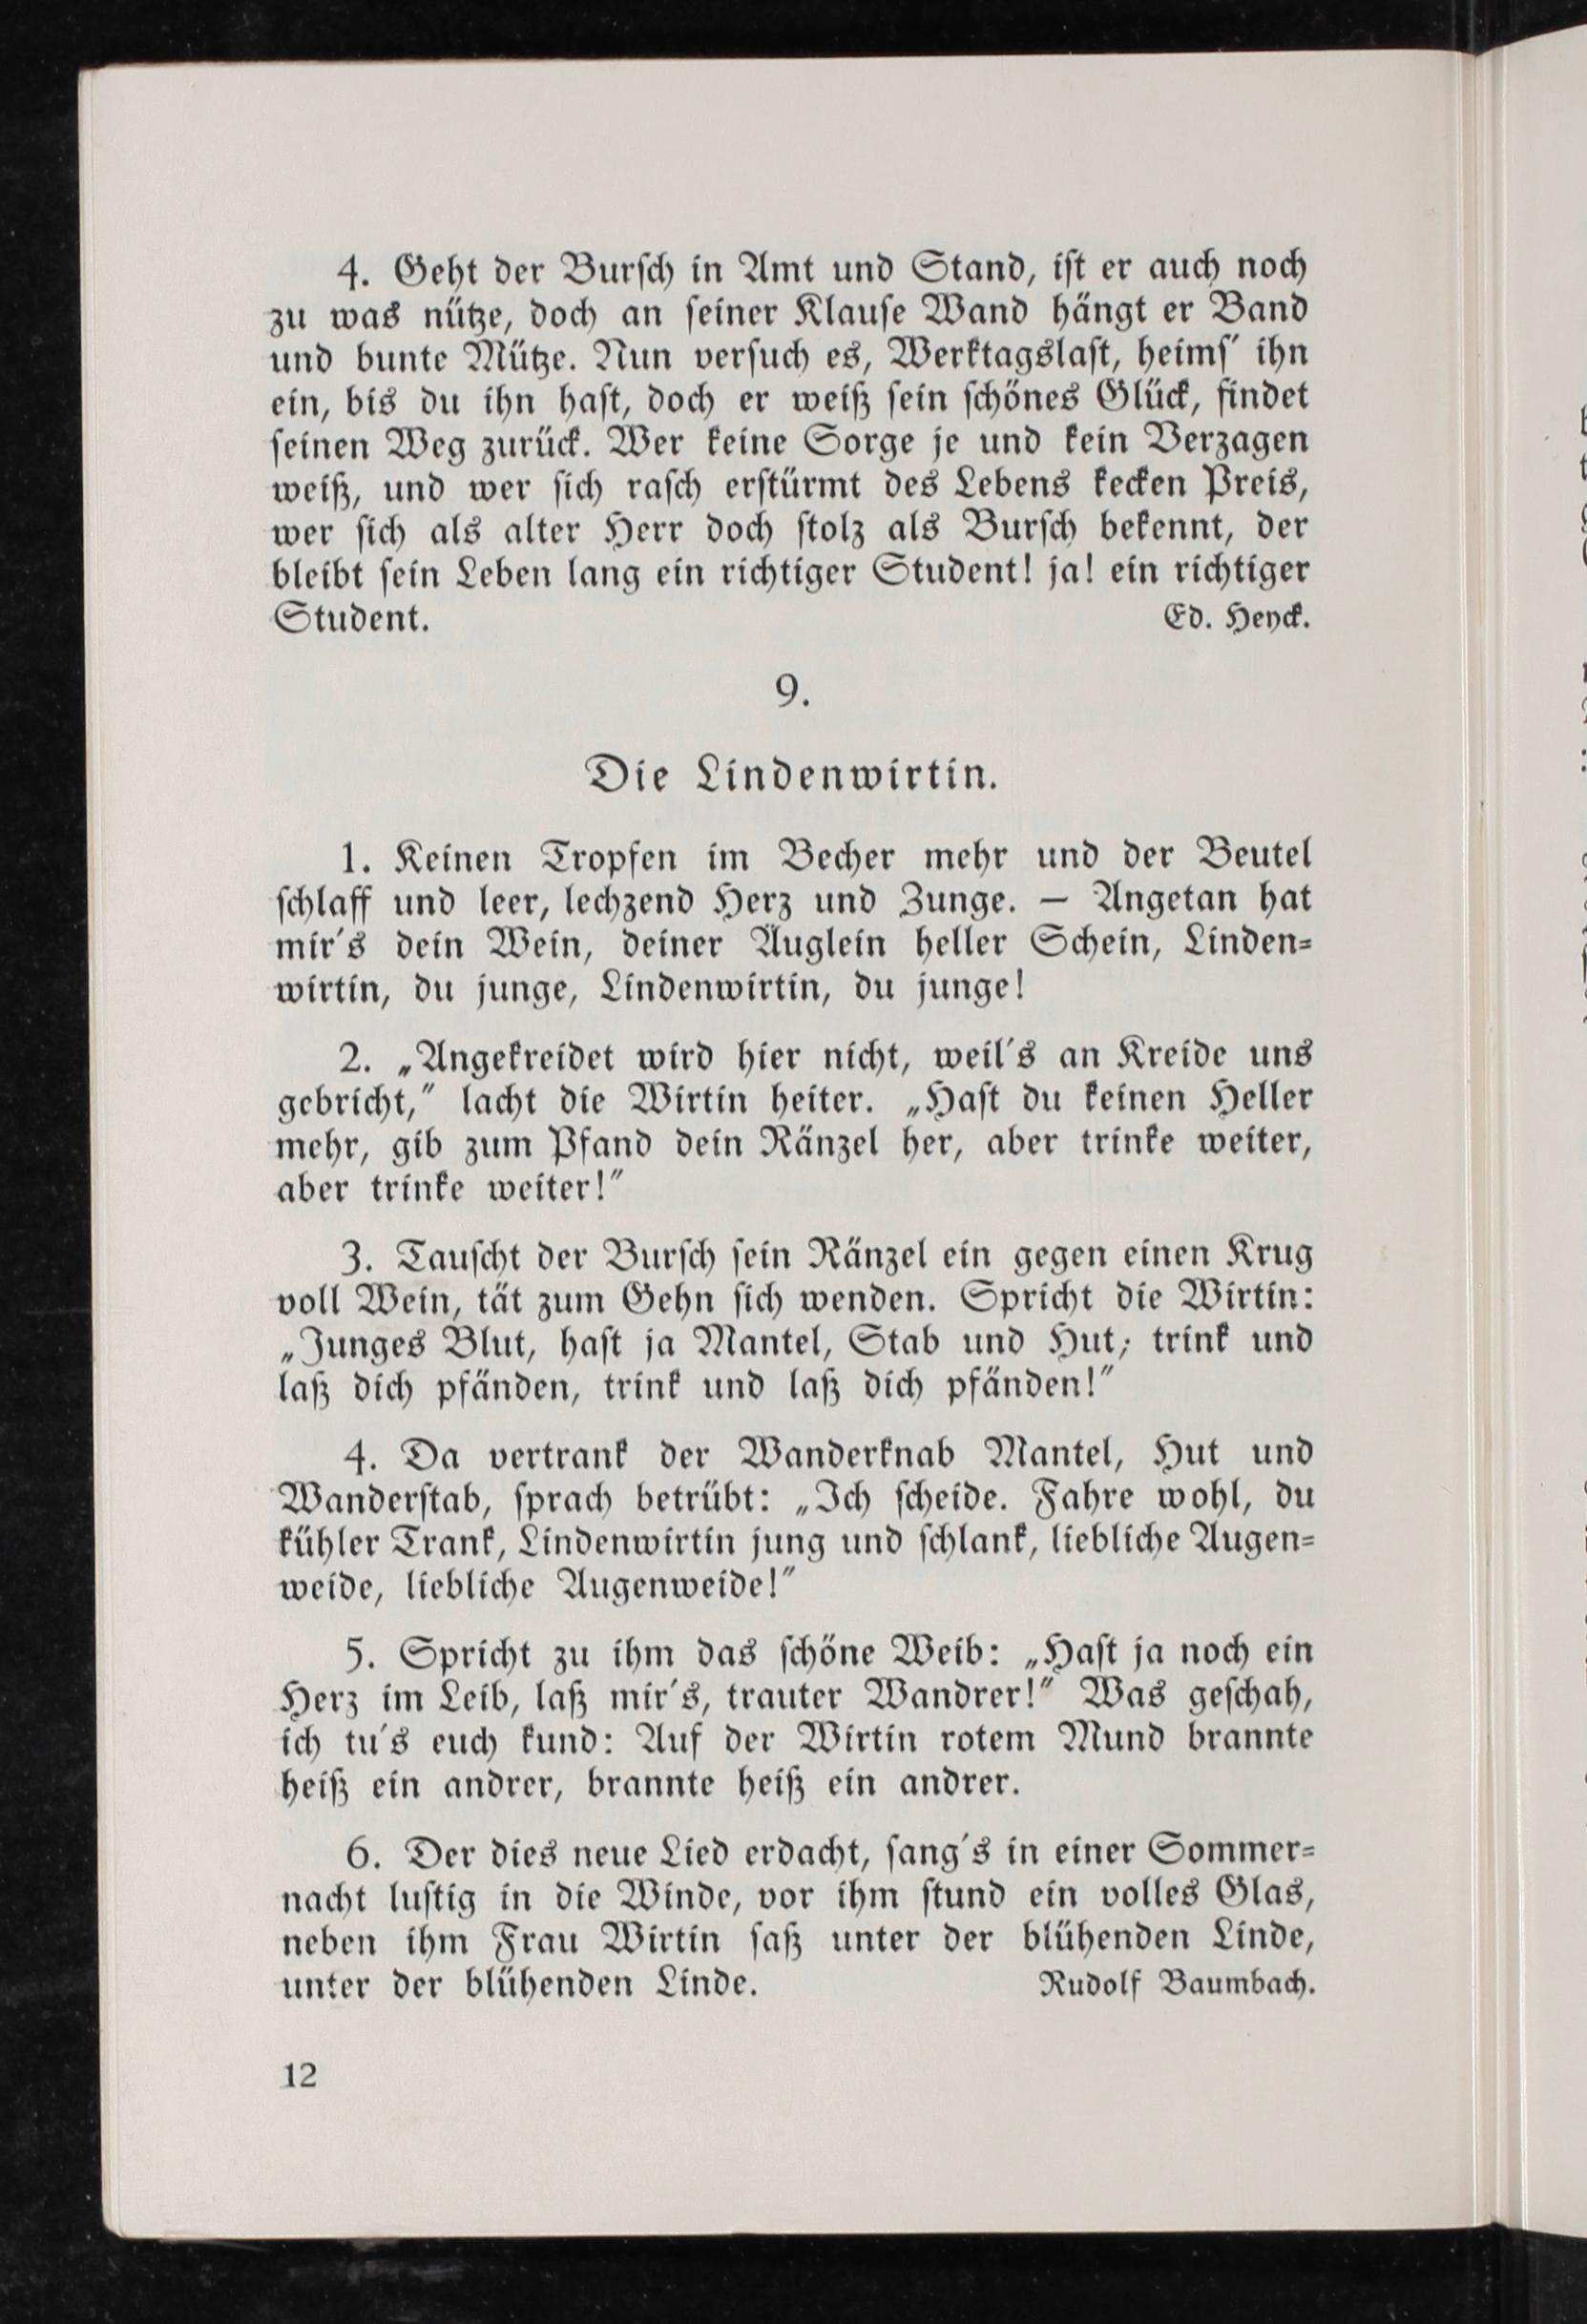 4. Geht der Bursch in Amt und Stand, ist er auch noch
zu was nütze, doch an seiner Klause Wand hängt er Band
und bunte Mütze. Nun versuch es, Werktagslast, heims' ihn
ein, bis du ihn hast, doch er weiß sein schönes Glück, findet
seinen Weg zurück. Wer keine Sorge je und kein Verzagen
weiß, und wer sich rasch erstürmt des Lebens kecken Preis,
wer sich als alter Herr doch stolz als Bursch bekennt, der
bleibt sein Leben lang ein richtiger Student! ja! ein richtiger
Student. Ed. Heyck.
9.
Die Lindenwirtin.
1. Keinen Tropfen im Becher mehr und der Beutel
schlaff und leer, lechzend Herz und Zunge. — Angetan hat
mir's dein Wein, deiner Äuglein heller Schein, Linden-
wirtin, du junge, Lindenwirtin, du junge!
2. „Angekreidet wird hier nicht, weil's an Kreide uns
gebricht,“ lacht die Wirtin heiter. „Hast du keinen Heller
mehr, gib zum Pfand dein Ränzel her, aber trinke weiter,
aber trinke weiter!“
3. Tauscht der Bursch sein Ränzel ein gegen einen Krug
voll Wein, tät zum Gehn sich wenden. Spricht die Wirtin:
„Junges Blut, hast ja Mantel, Stab und Hut; trink und
laß dich pfänden, trink und laß dich pfänden!“
4. Da vertrank der Wanderknab Mantel, Hut und
Wanderstab, sprach betrübt: „Ich scheide. Fahre wohl, du
kühler Trank, Lindenwirtin jung und schlank, liebliche Augen-
weide, liebliche Augenweide!“
5. Spricht zu ihm das schöne Weib: „Hast ja noch ein
Herz im Leib, laß mir's, trauter Wandrer!“ Was geschah,
ich tu's euch kund: Auf der Wirtin rotem Mund brannte
heiß ein andrer, brannte heiß ein andrer.
6. Der dies neue Lied erdacht, sang's in einer Sommer-
nacht lustig in die Winde, vor ihm stund ein volles Glas,
neben ihm Frau Wirtin saß unter der blühenden Linde,
unter der blühenden Linde. Rudolf Baumbach.
12